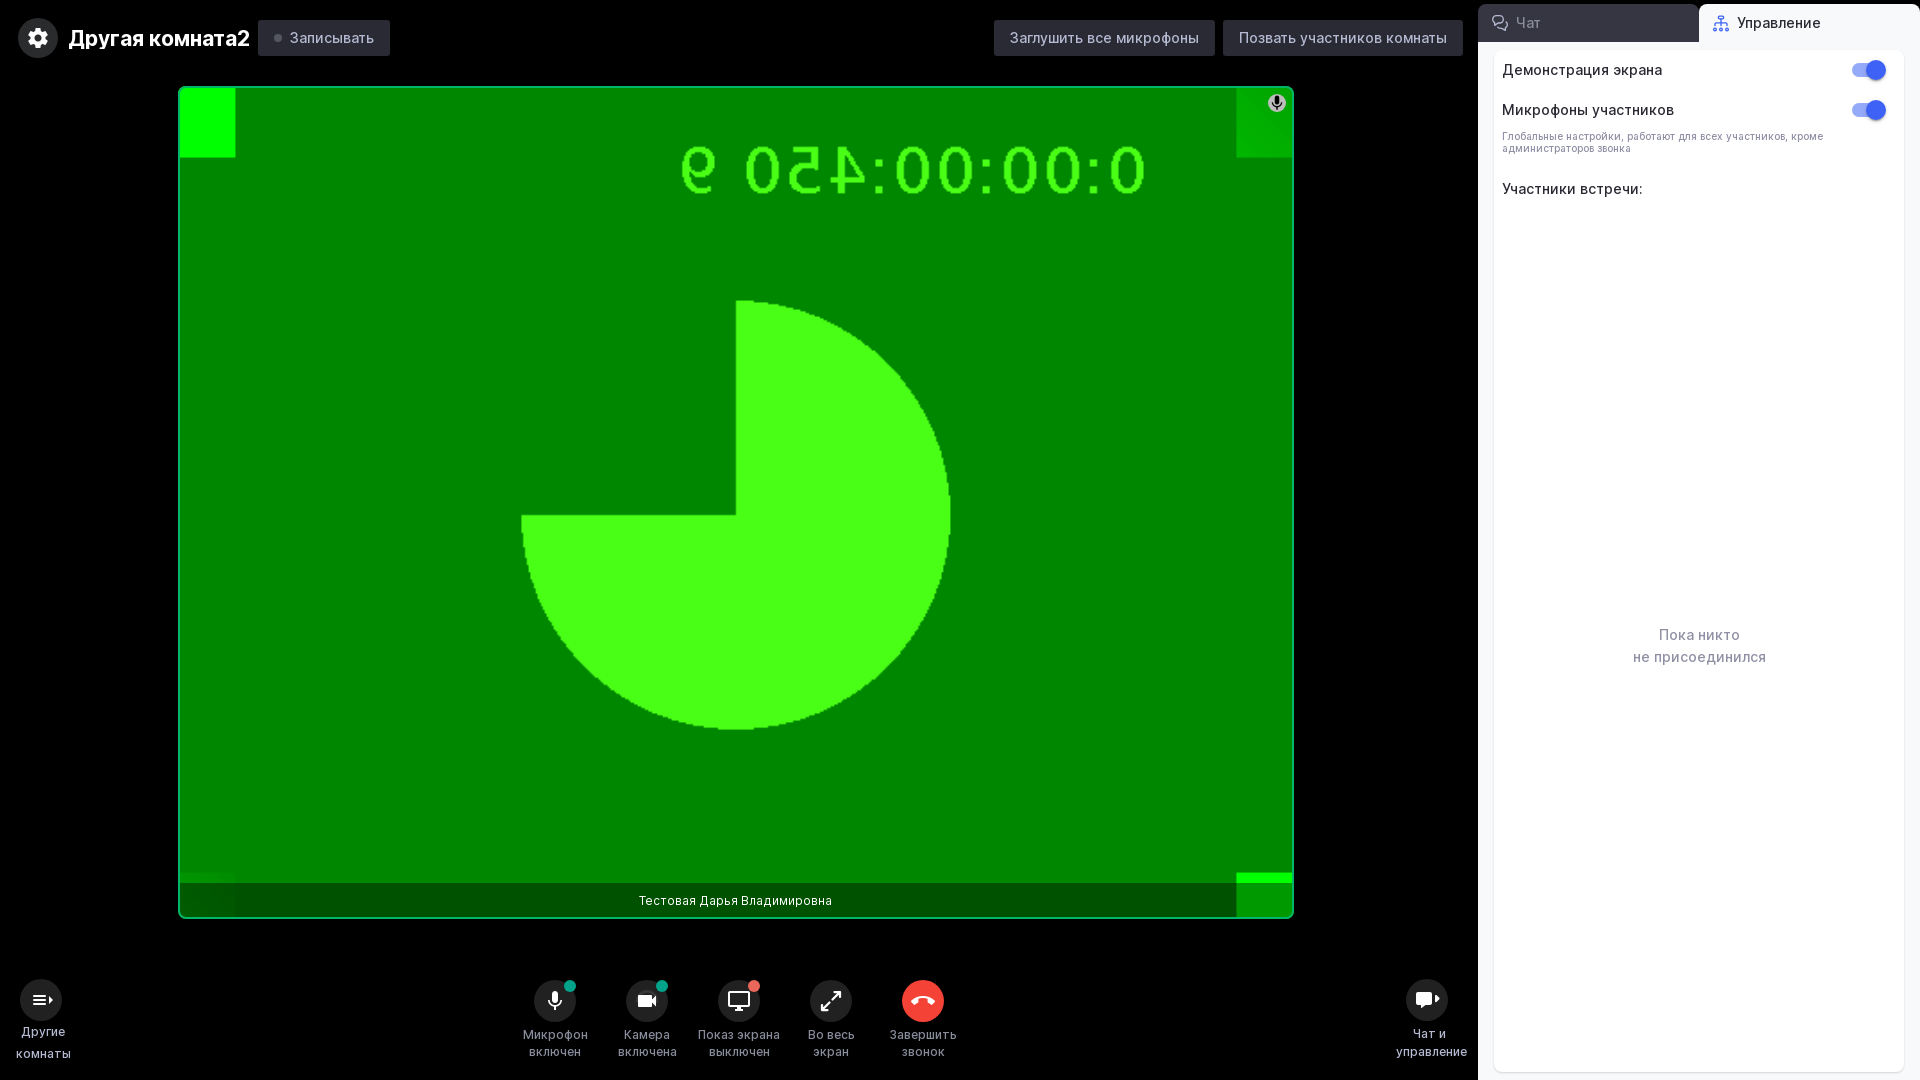 Другая комната2
Записывать
Заглушить все микрофоны
Позвать участников комнаты
Чат
Управление
Демонстрация экрана
Микрофоны участников
Глобальные настройки, работают для всех участников, кроме
администраторов звонка
Участники встречи:
0:00:00:450 9
Пока никто
не присоединился
Тестовая Дарья Владимировна
Другие
комнаты
Микрофон
включен
Камера
включена
Показ экрана
выключен
Во весь
экран
Завершить
звонок
Чат и
управление